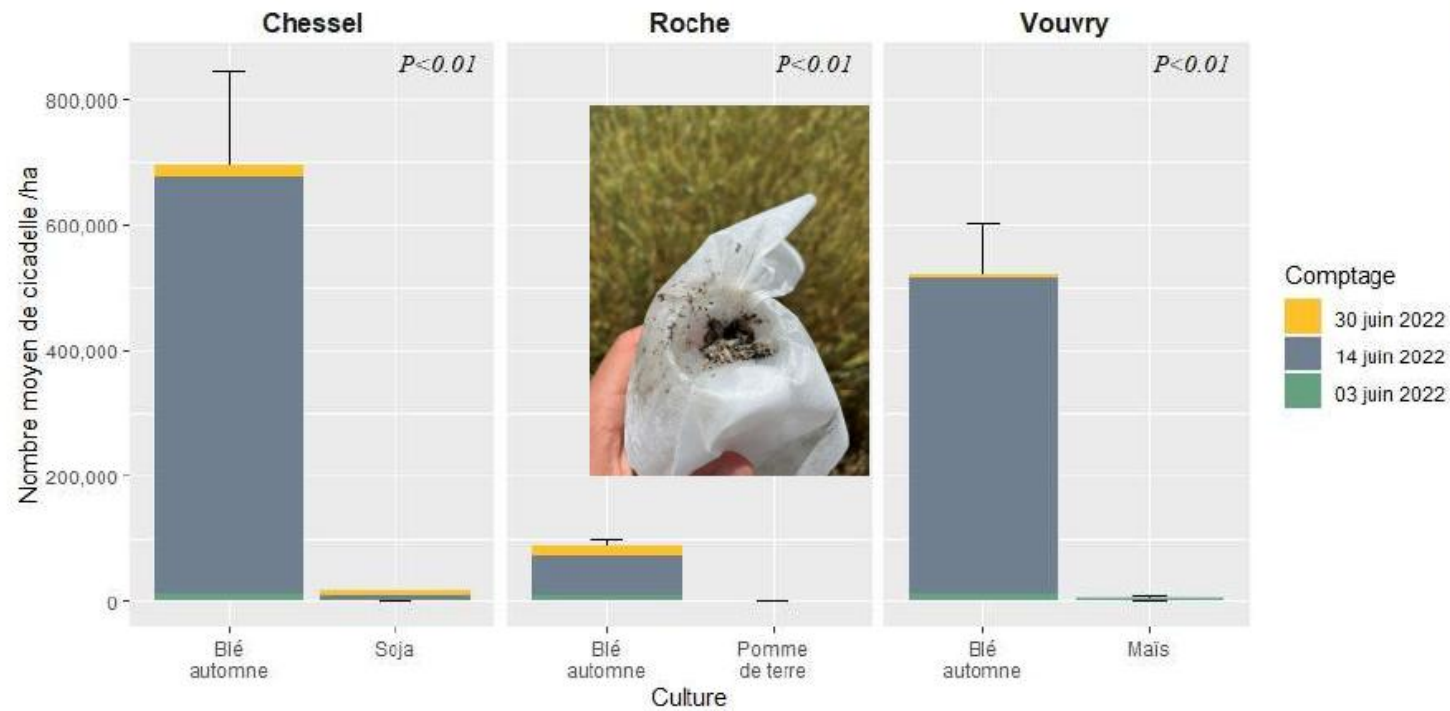 Chessel
Roche
Vouvry
P<0.01
P<0.01
P<0.01
Nombre moyen de cicadelle /ha
800,000
600,000
400,000
200,000
0
Blé
automne
Soja
Blé
automne
Pomme
de terre
Blé
automne
Maïs
Culture
Comptage
30 juin 2022
14 juin 2022
03 juin 2022